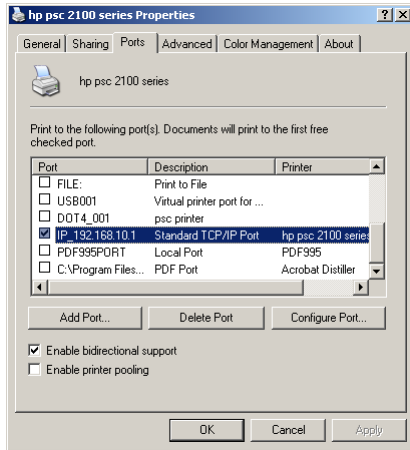 hp psc 2100 series Properties
General Sharing Ports Advanced Color Management About
hp psc 2100 series
Print to the following port(s). Documents will print to the first free
checked port.
Port Description Printer
FILE: Print to File
USB001 Virtual printer port for ...
DOT4_001 psc printer
IP_192.168.10.1 Standard TCP/IP Port hp psc 2100 series
PDF995PORT Local Port PDF995
C:\Program Files... PDF Port Acrobat Distiller
Add Port... Delete Port Configure Port...
Enable bidirectional support
Enable printer pooling
OK Cancel Apply